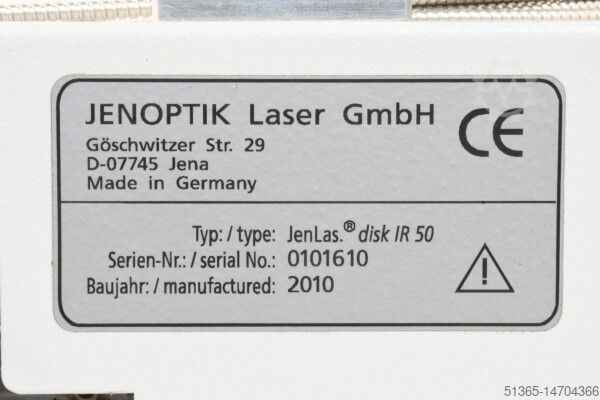 JENOPTIK Laser GmbH
Göschwitzer Str. 29
D-07745 Jena
Made in Germany
CE
Typ: / type: JenLas.® disk IR 50
Serien-Nr.: / serial No.: 0101610
Baujahr: / manufactured: 2010
!
51365-14704366